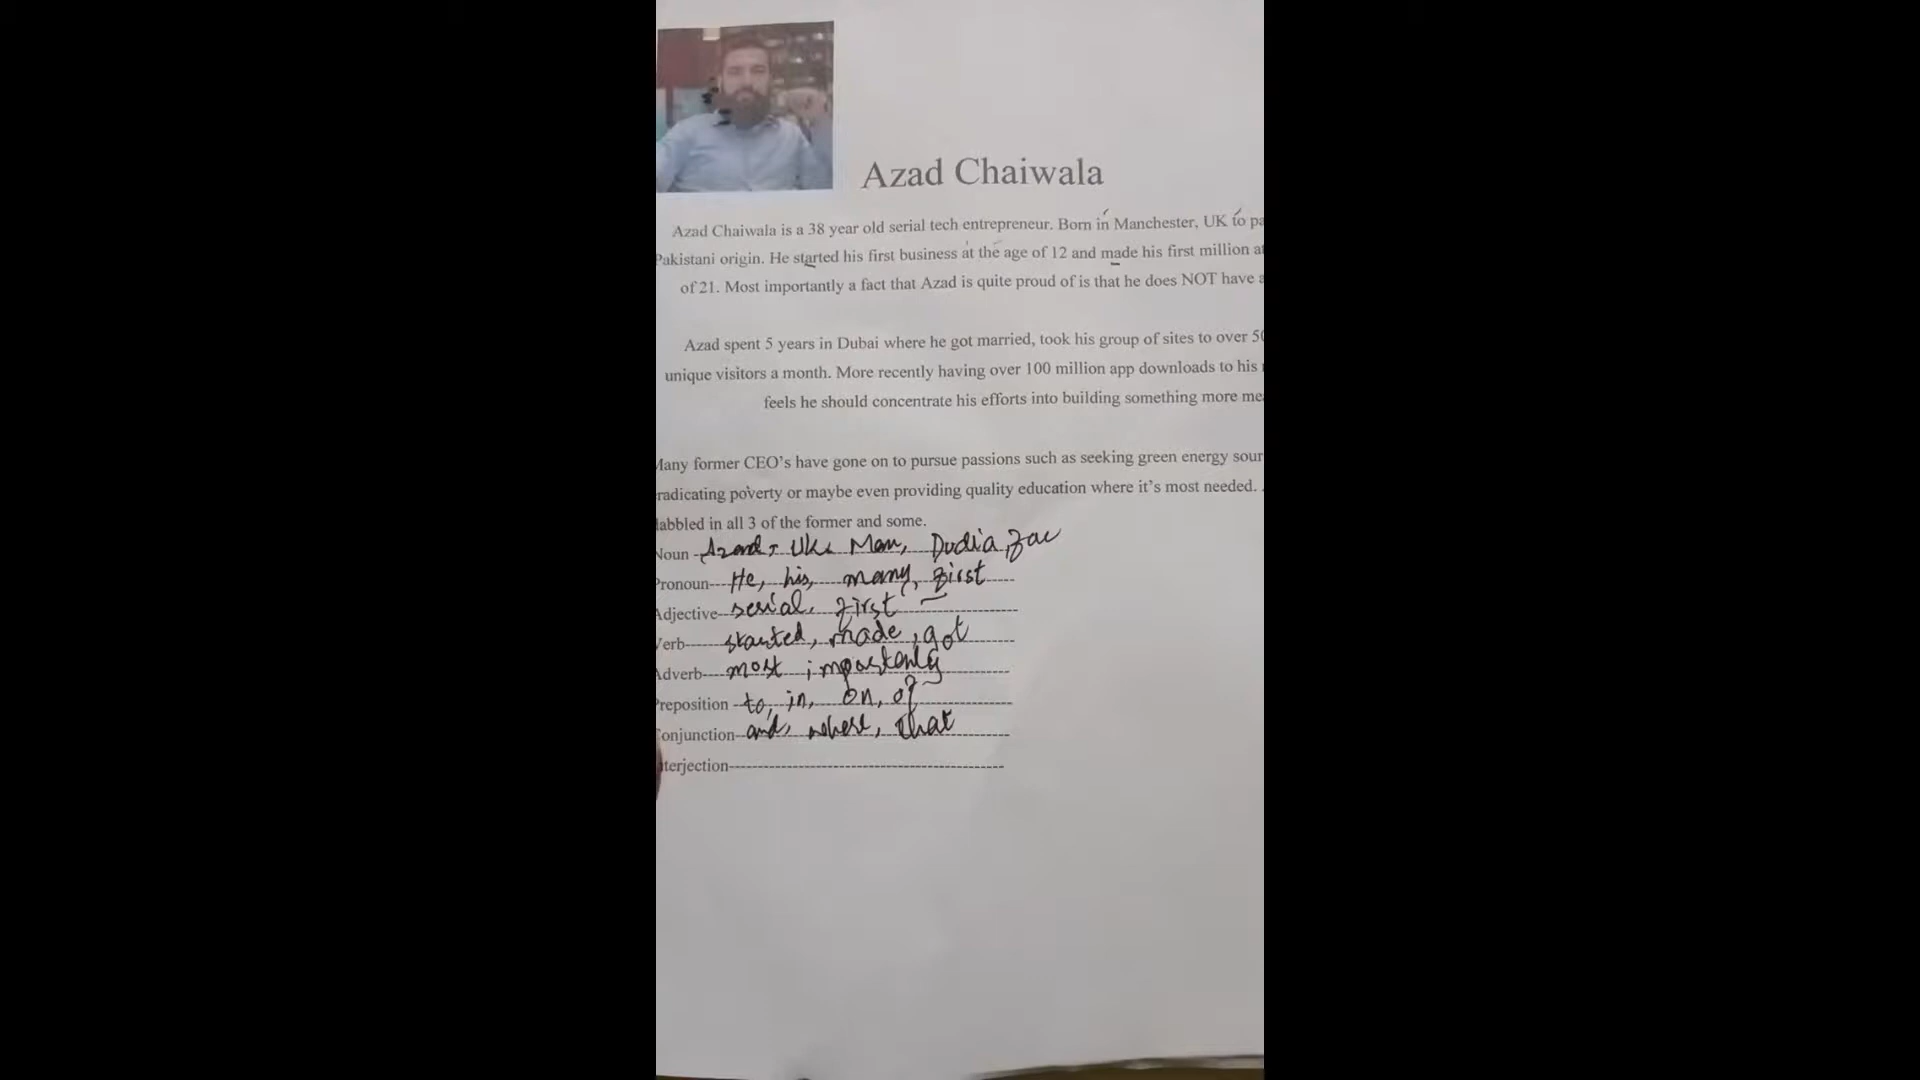 Azad Chaiwala
Azad Chaiwala is a 38 year old serial tech entrepreneur. Born in Manchester, UK to pa
Pakistani origin. He started his first business at the age of 12 and made his first million at
of 21. Most importantly a fact that Azad is quite proud of is that he does NOT have a
Azad spent 5 years in Dubai where he got married, took his group of sites to over 50
unique visitors a month. More recently having over 100 million app downloads to his
feels he should concentrate his efforts into building something more me
Many former CEO's have gone on to pursue passions such as seeking green energy sour
radicating poverty or maybe even providing quality education where it's most needed.
abbled in all 3 of the former and some.
Noun - Azad, UK, Man,
Pronoun--- He, his, many, first
Adjective-- serial, first
Verb------ started, made, got
Adverb---- most importantly
Preposition -- to, in, on, of
Conjunction-- and, where, that
nterjection------------------------------------------------